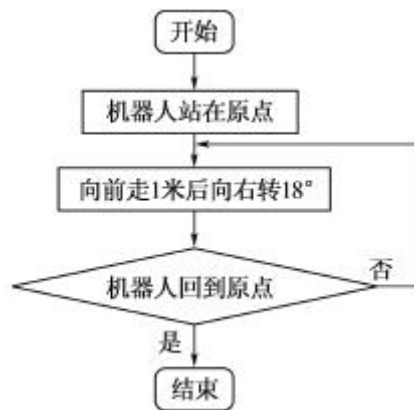 开始
机器人站在原点
向前走1米后向右转18°
机器人回到原点
否
是
结束